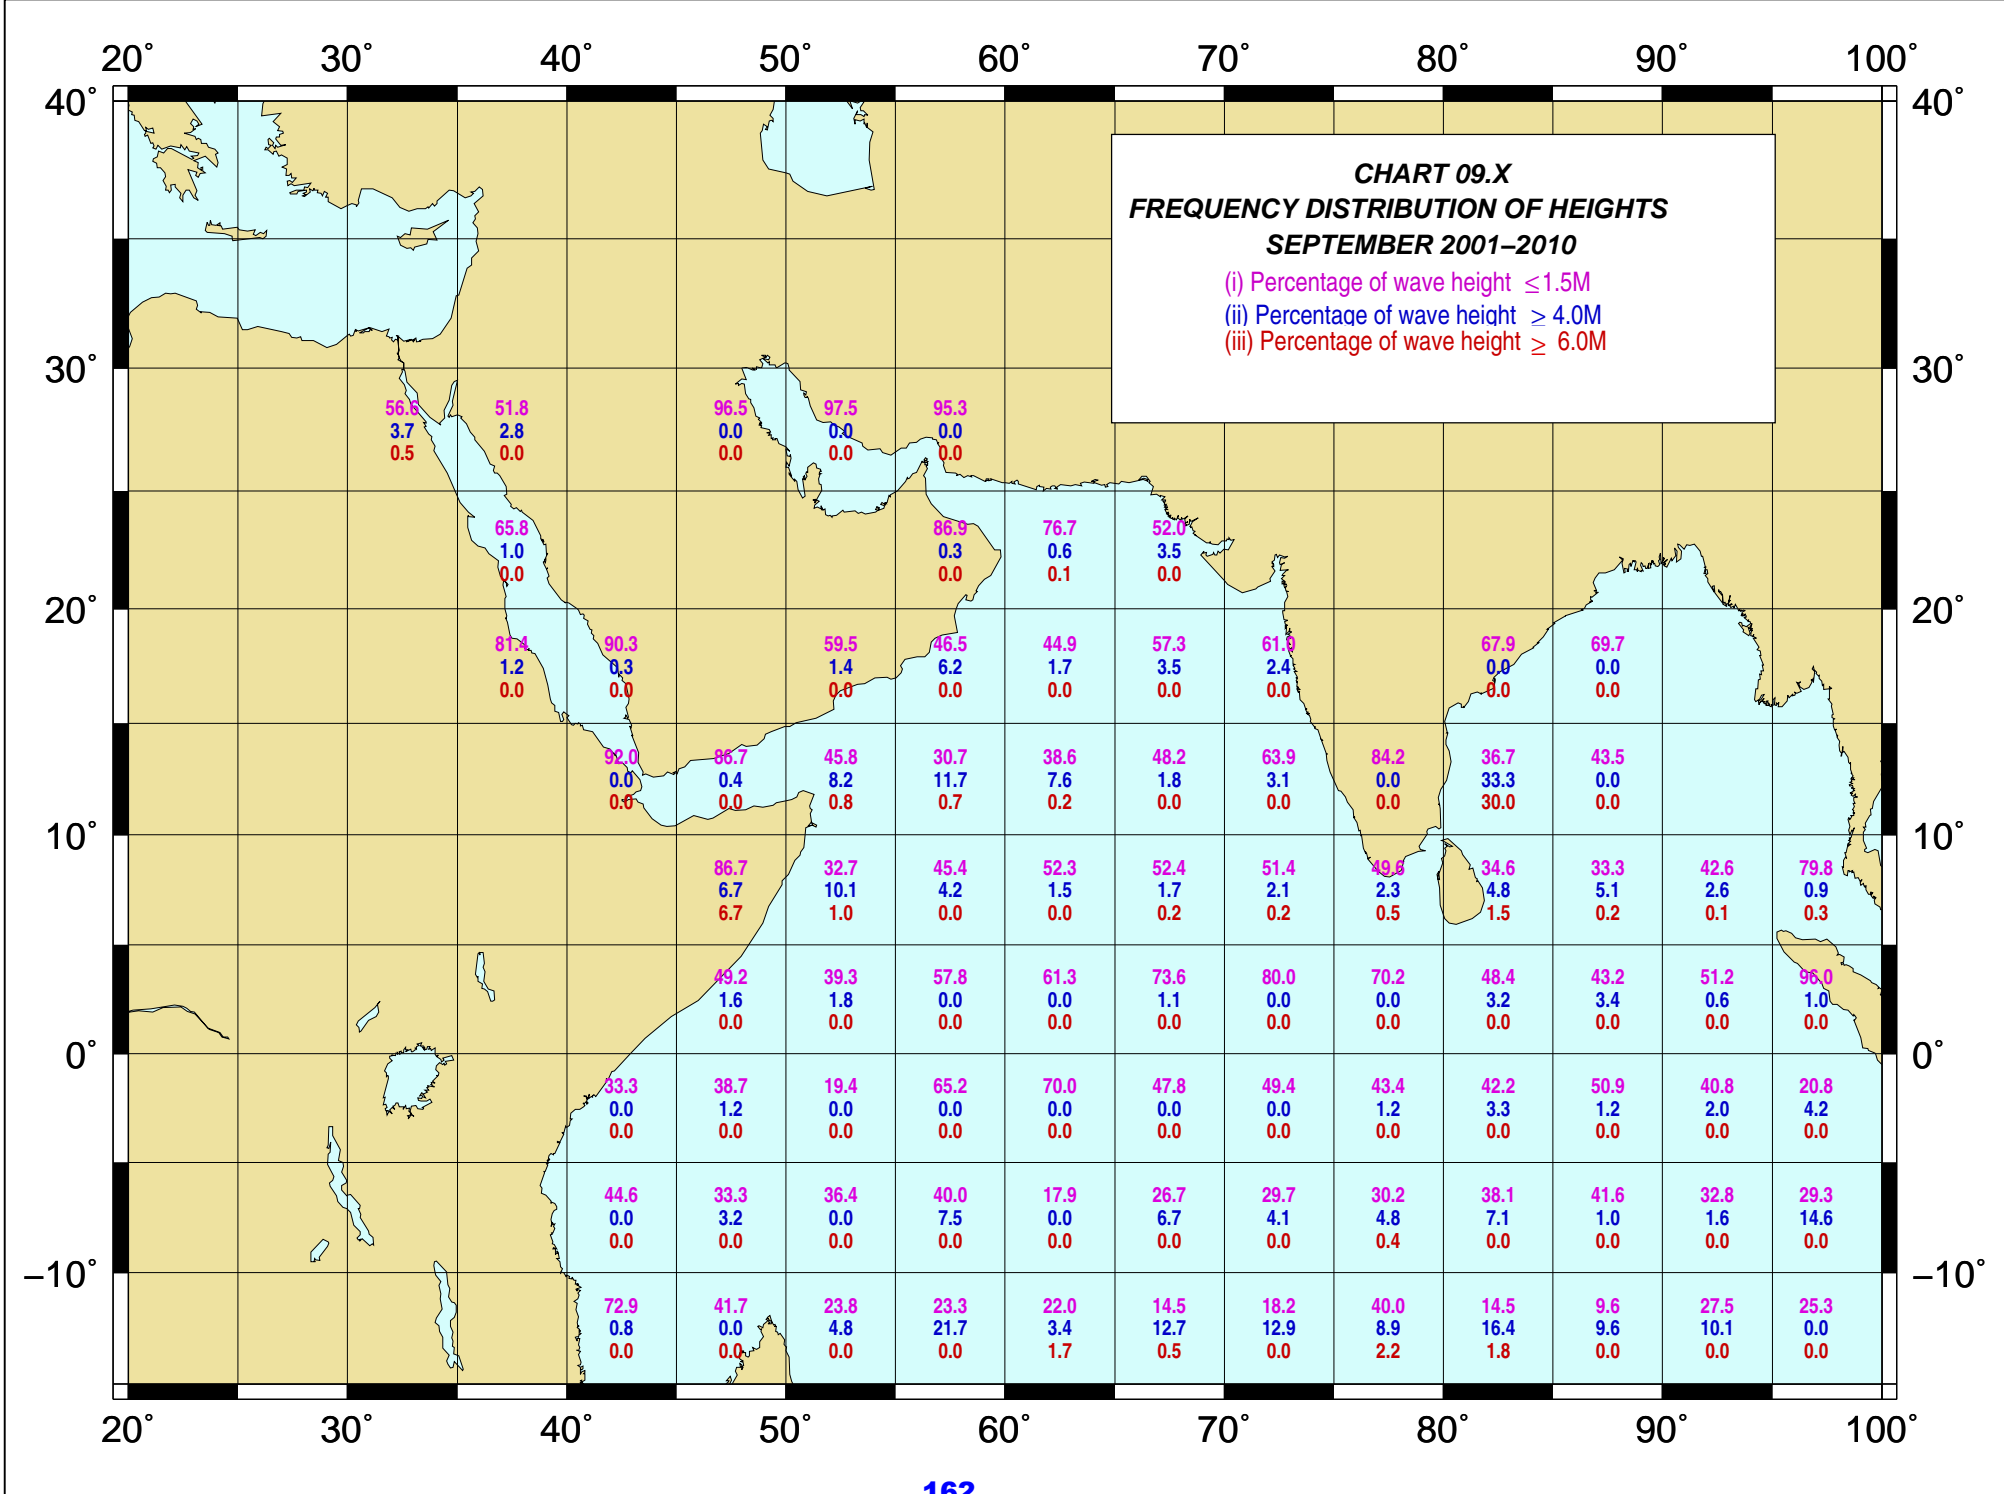 20° 30° 40° 50° 60° 70° 80° 90° 100°
40° 40°
CHART 09.X
FREQUENCY DISTRIBUTION OF HEIGHTS
SEPTEMBER 2001–2010
(i) Percentage of wave height ≤1.5M
(ii) Percentage of wave height ≥ 4.0M
(iii) Percentage of wave height ≥ 6.0M
30° 30°
56.6 51.8 96.5 97.5 95.3
3.7 2.8 0.0 0.0 0.0
0.5 0.0 0.0 0.0 0.0
65.8 86.9 76.7 52.0
1.0 0.3 0.6 3.5
0.0 0.0 0.1 0.0
20° 20°
81.4 90.3 59.5 46.5 44.9 57.3 61.0 67.9 69.7
1.2 0.3 1.4 6.2 1.7 3.5 2.4 0.0 0.0
0.0 0.0 0.0 0.0 0.0 0.0 0.0 0.0 0.0
92.0 86.7 45.8 30.7 38.6 48.2 63.9 84.2 36.7 43.5
0.0 0.4 8.2 11.7 7.6 1.8 3.1 0.0 33.3 0.0
0.0 0.0 0.8 0.7 0.2 0.0 0.0 0.0 30.0 0.0
10° 10°
86.7 32.7 45.4 52.3 52.4 51.4 49.6 34.6 33.3 42.6 79.8
6.7 10.1 4.2 1.5 1.7 2.1 2.3 4.8 5.1 2.6 0.9
6.7 1.0 0.0 0.0 0.2 0.2 0.5 1.5 0.2 0.1 0.3
49.2 39.3 57.8 61.3 73.6 80.0 70.2 48.4 43.2 51.2 96.0
1.6 1.8 0.0 0.0 1.1 0.0 0.0 3.2 3.4 0.6 1.0
0.0 0.0 0.0 0.0 0.0 0.0 0.0 0.0 0.0 0.0 0.0
0° 0°
33.3 38.7 19.4 65.2 70.0 47.8 49.4 43.4 42.2 50.9 40.8 20.8
0.0 1.2 0.0 0.0 0.0 0.0 0.0 1.2 3.3 1.2 2.0 4.2
0.0 0.0 0.0 0.0 0.0 0.0 0.0 0.0 0.0 0.0 0.0 0.0
44.6 33.3 36.4 40.0 17.9 26.7 29.7 30.2 38.1 41.6 32.8 29.3
0.0 3.2 0.0 7.5 0.0 6.7 4.1 4.8 7.1 1.0 1.6 14.6
0.0 0.0 0.0 0.0 0.0 0.0 0.0 0.4 0.0 0.0 0.0 0.0
−10° −10°
72.9 41.7 23.8 23.3 22.0 14.5 18.2 40.0 14.5 9.6 27.5 25.3
0.8 0.0 4.8 21.7 3.4 12.7 12.9 8.9 16.4 9.6 10.1 0.0
0.0 0.0 0.0 0.0 1.7 0.5 0.0 2.2 1.8 0.0 0.0 0.0
20° 30° 40° 50° 60° 70° 80° 90° 100°
162